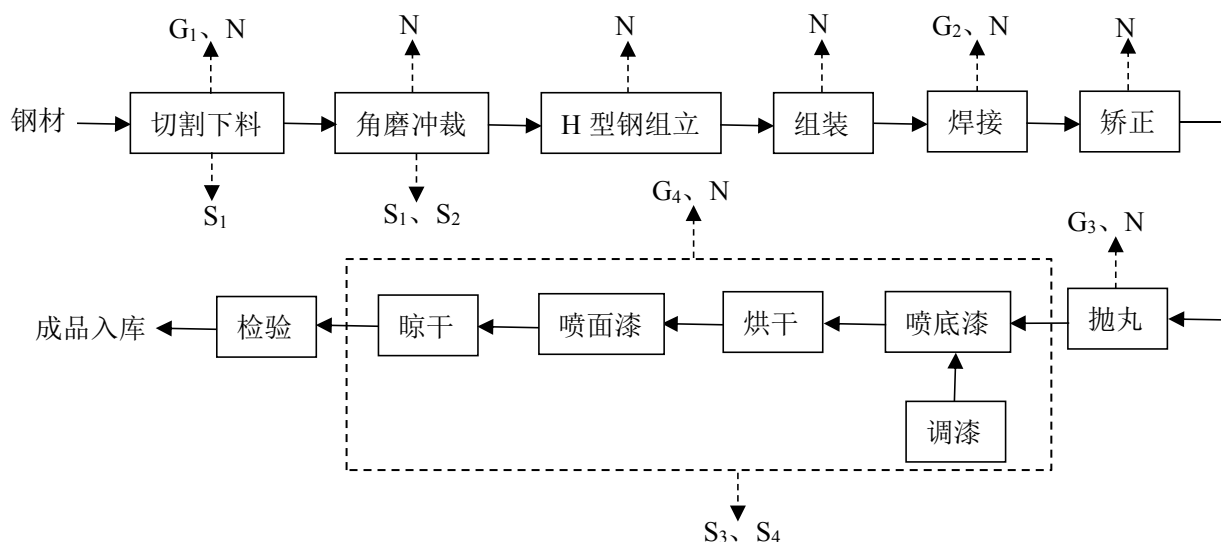 G₁、N
N
N
N
G₂、N
N
钢材
切割下料
角磨冲裁
H 型钢组立
组装
焊接
矫正
S₁
S₁、S₂
G₄、N
G₃、N
成品入库
检验
晾干
喷面漆
烘干
喷底漆
抛丸
调漆
S₃、S₄